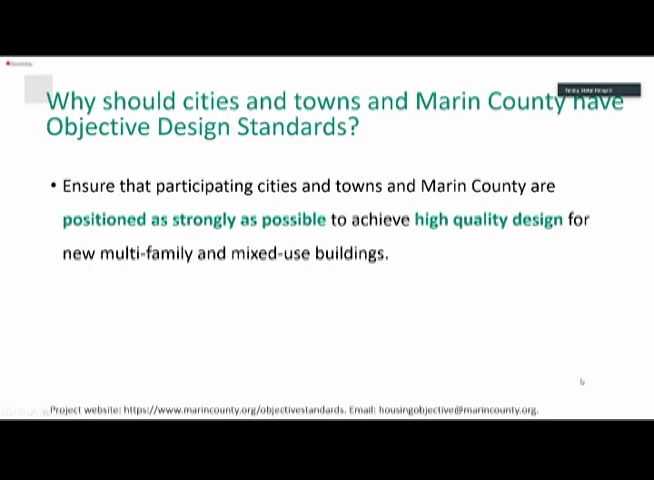 Why should cities and towns and Marin County have
Objective Design Standards?
• Ensure that participating cities and towns and Marin County are
positioned as strongly as possible to achieve high quality design for
new multi-family and mixed-use buildings.
Project website: https://www.marincounty.org/objectivestandards. Email: housingobjective@marincounty.org.